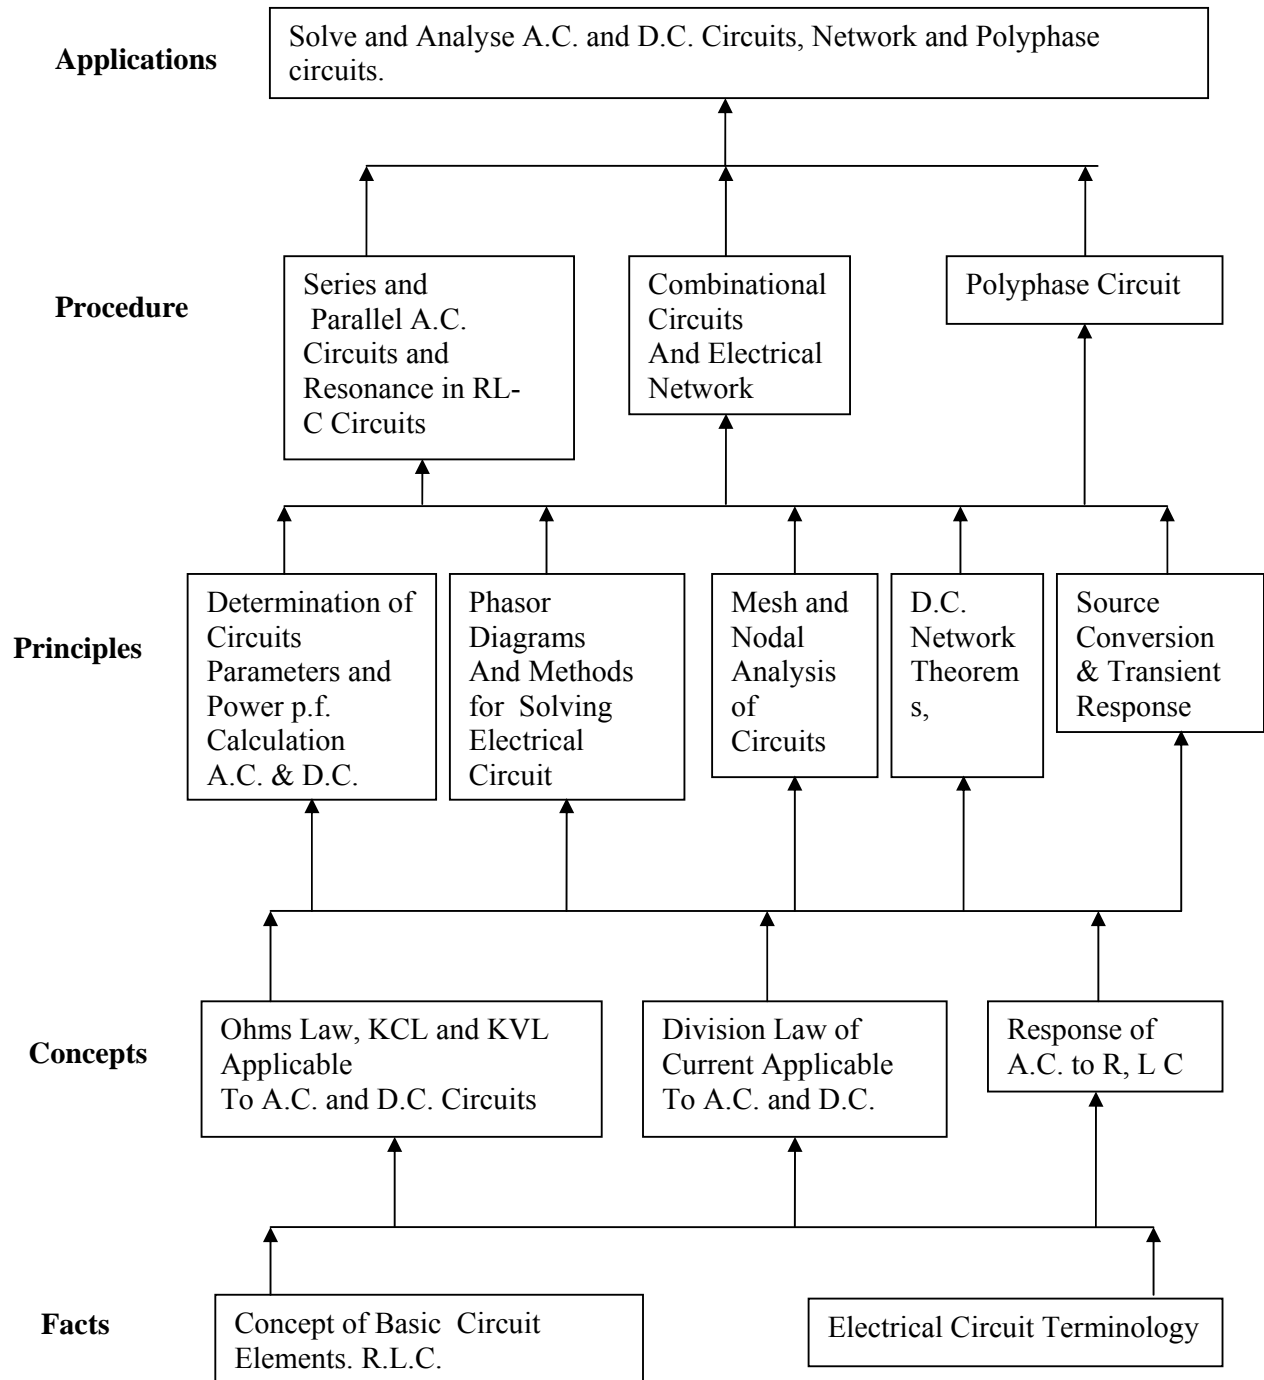 Applications
Solve and Analyse A.C. and D.C. Circuits, Network and Polyphase
circuits.
Procedure
Series and
Parallel A.C.
Circuits and
Resonance in RL-
C Circuits
Combinational
Circuits
And Electrical
Network
Polyphase Circuit
Principles
Determination of
Circuits
Parameters and
Power p.f.
Calculation
A.C. & D.C.
Phasor
Diagrams
And Methods
for Solving
Electrical
Circuit
Mesh and
Nodal
Analysis
of
Circuits
D.C.
Network
Theorem
s,
Source
Conversion
& Transient
Response
Concepts
Ohms Law, KCL and KVL
Applicable
To A.C. and D.C. Circuits
Division Law of
Current Applicable
To A.C. and D.C.
Response of
A.C. to R, L C
Facts
Concept of Basic Circuit
Elements. R.L.C.
Electrical Circuit Terminology